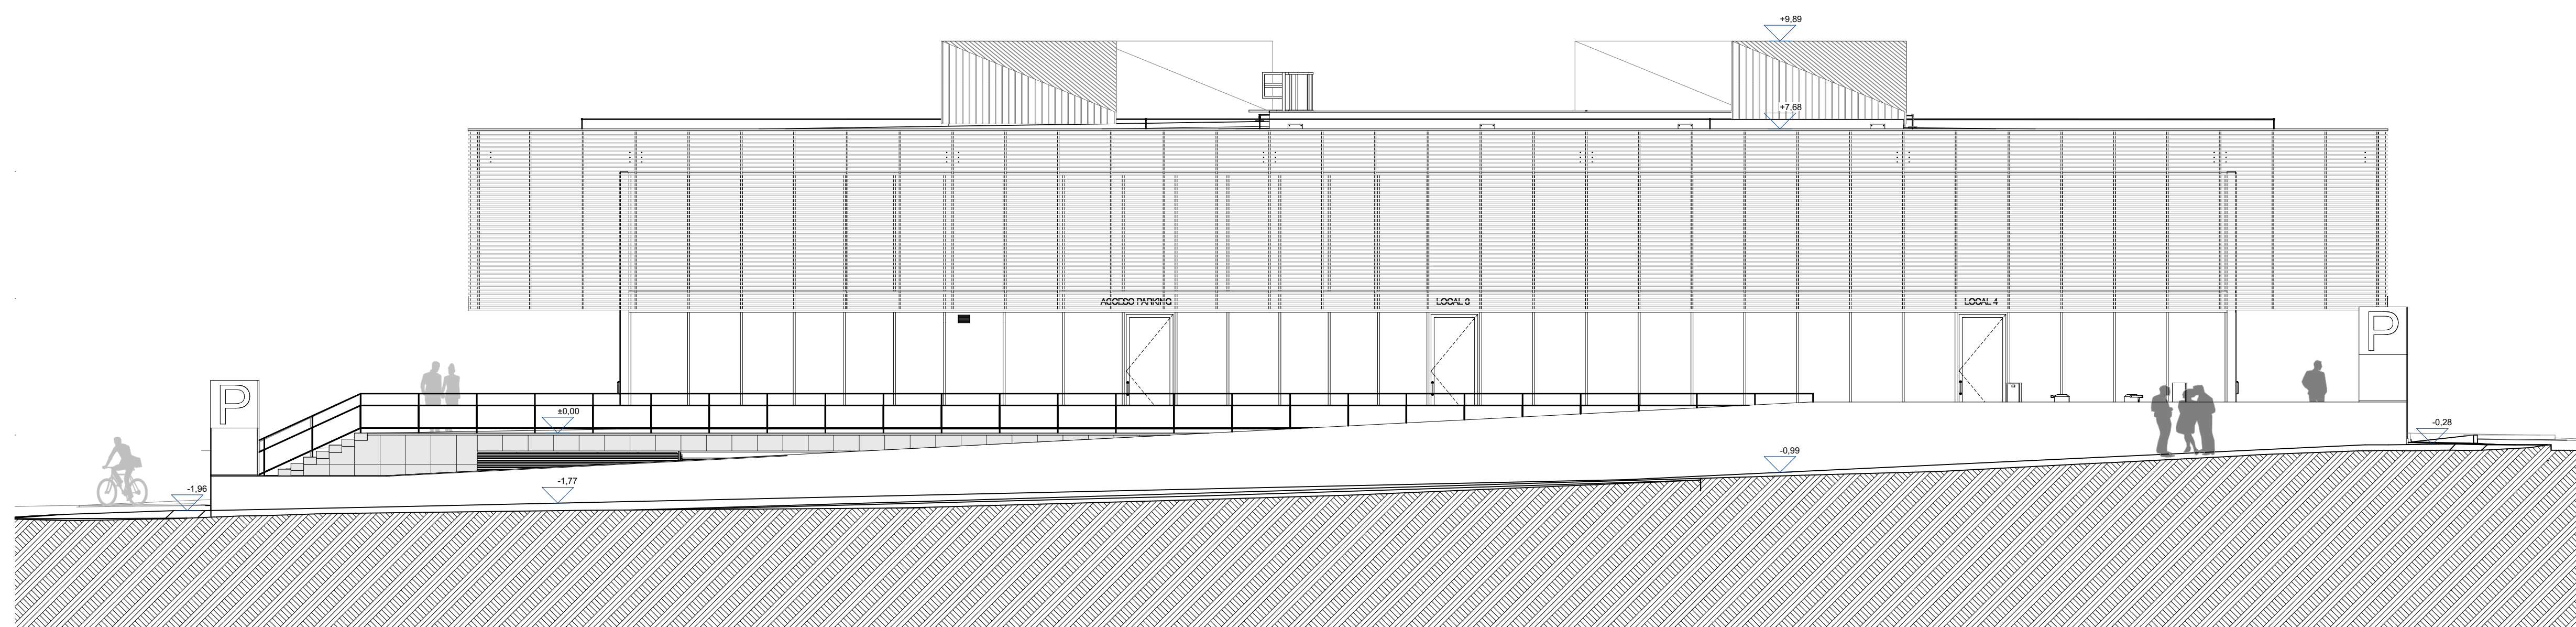 +9,89
+7,68
ACCESO PARKING
LOCAL 3
LOCAL 4
P
P
±0,00
-0,28
-0,99
-1,77
-1,96